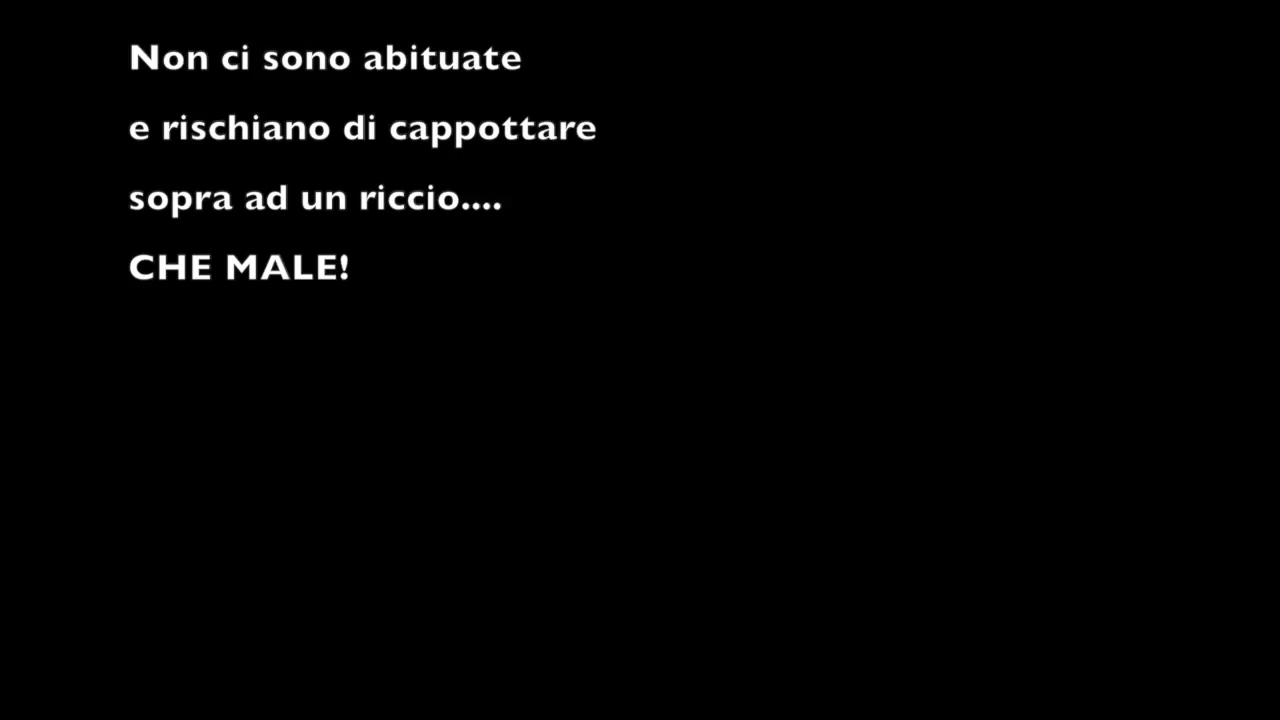 Non ci sono abituate
e rischiano di cappottare
sopra ad un riccio....
CHE MALE!